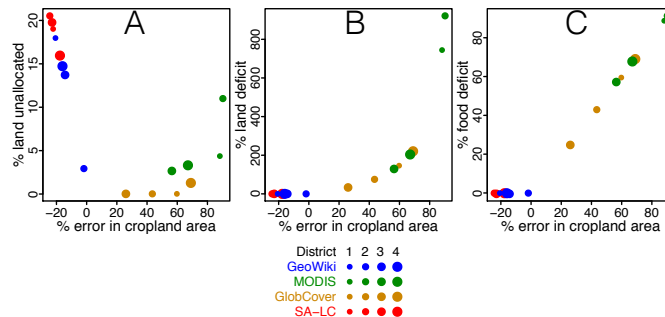 A
B
C
% land unallocated
20
15
10
5
0
−20 0 20 40 60 80
% error in cropland area
% land deficit
800
600
400
200
0
−20 0 20 40 60 80
% error in cropland area
% food deficit
80
60
40
20
0
−20 0 20 40 60 80
% error in cropland area
District 1 2 3 4
GeoWiki
MODIS
GlobCover
SA−LC